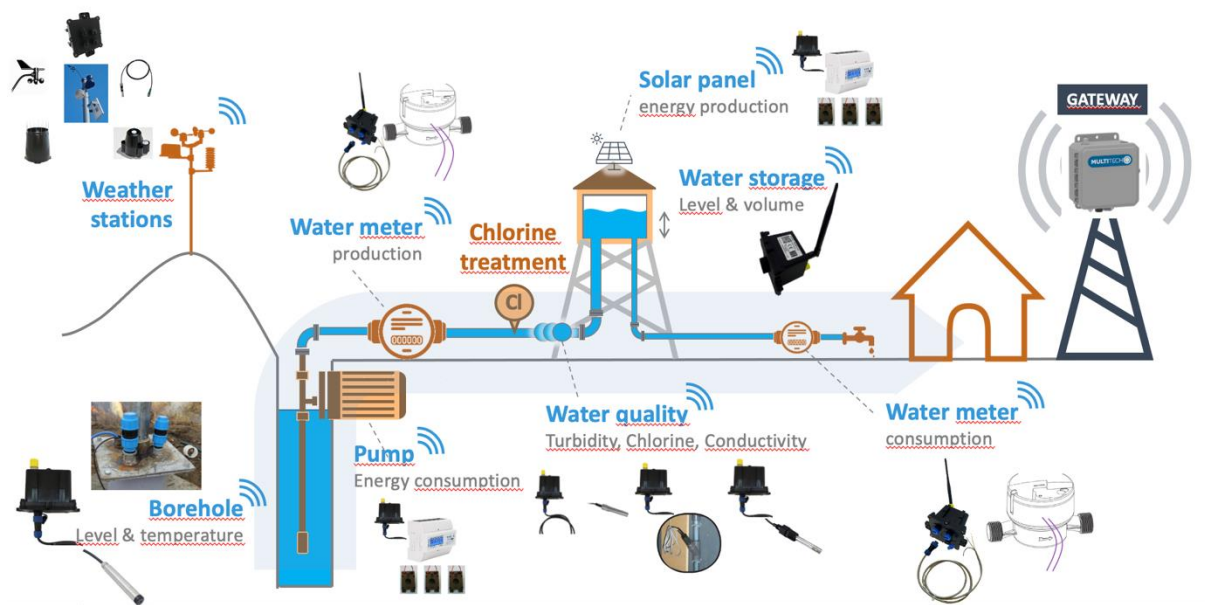 Solar panel
energy production
GATEWAY
MULTITECH
Weather
stations
Water storage
Level & volume
Water meter
production
Chlorine
treatment
Cl
000000
Water quality
Turbidity, Chlorine, Conductivity
Water meter
consumption
Pump
Energy consumption
Borehole
Level & temperature